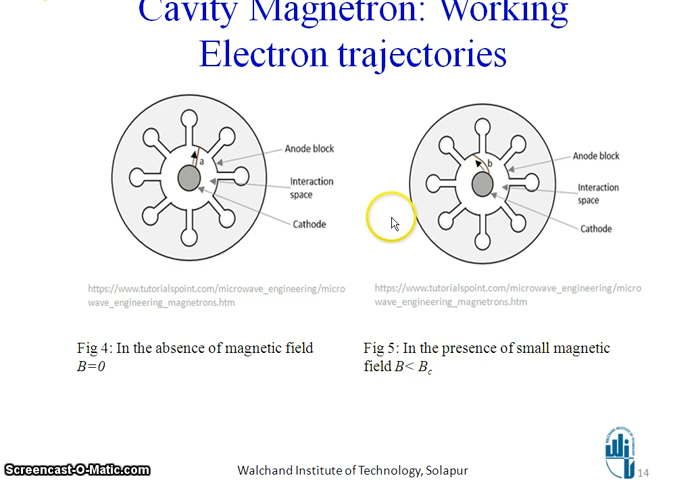 Cavity Magnetron: Working
Electron trajectories
a
Anode block
Interaction
space
Cathode
b
Anode block
Interaction
space
Cathode
https://www.tutorialspoint.com/microwave_engineering/micro
wave_engineering_magnetrons.htm
https://www.tutorialspoint.com/microwave_engineering/micro
wave_engineering_magnetrons.htm
Fig 4: In the absence of magnetic field
B=0
Fig 5: In the presence of small magnetic
field B< Bc
Walchand Institute of Technology, Solapur
14
Screencast-O-Matic.com